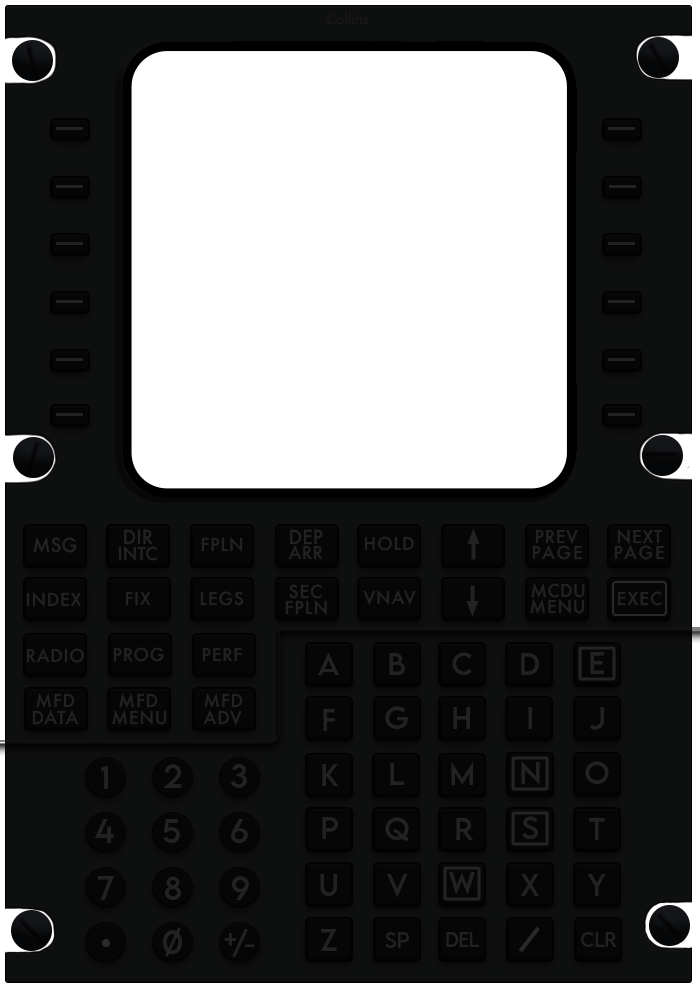 Collins
MSG DIR INTC FPLN DEP ARR HOLD ↑ PREV PAGE NEXT PAGE
INDEX FIX LEGS SEC FPLN VNAV ↓ MCDU MENU EXEC
RADIO PROG PERF
MFD DATA MFD MENU MFD ADV
A B C D E
F G H I J
1 2 3 K L M N O
4 5 6 P Q R S T
7 8 9 U V W X Y
• Ø +/− Z SP DEL / CLR